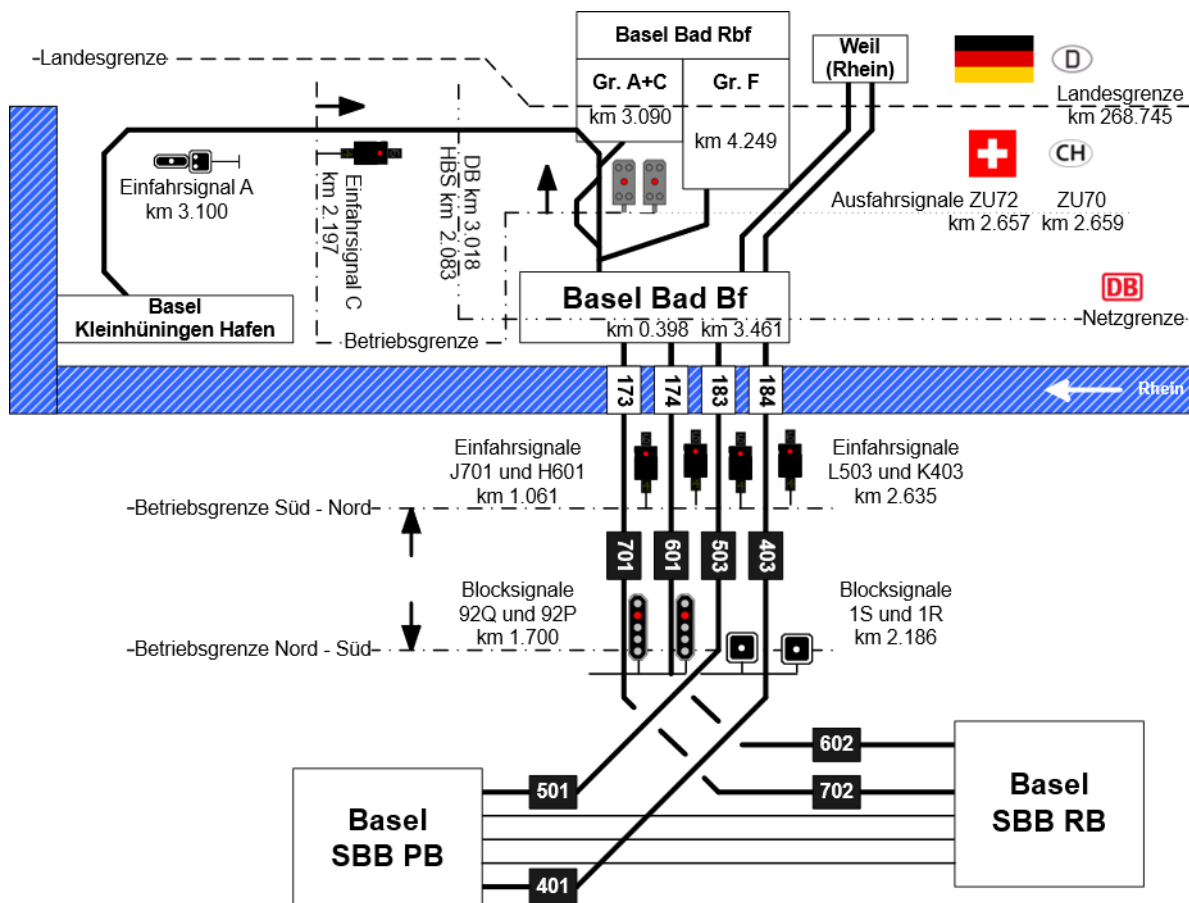 Landesgrenze
Basel Bad Rbf
Gr. A+C
km 3.090
Gr. F
km 4.249
Weil
(Rhein)
D
Landesgrenze
km 268.745
CH
Einfahrsignal A
km 3.100
Einfahrsignal C
km 2.197
DB km 3.018
HBS km 2.083
Ausfahrsignale ZU72
km 2.657
ZU70
km 2.659
Basel
Kleinhüningen Hafen
Betriebsgrenze
Basel Bad Bf
km 0.398
km 3.461
DB
Netzgrenze
173
174
183
184
Rhein
Einfahrsignale
J701 und H601
km 1.061
Einfahrsignale
L503 und K403
km 2.635
Betriebsgrenze Süd - Nord
701
601
503
403
Blocksignale
92Q und 92P
km 1.700
Blocksignale
1S und 1R
km 2.186
Betriebsgrenze Nord - Süd
602
501
702
Basel
SBB PB
Basel
SBB RB
401